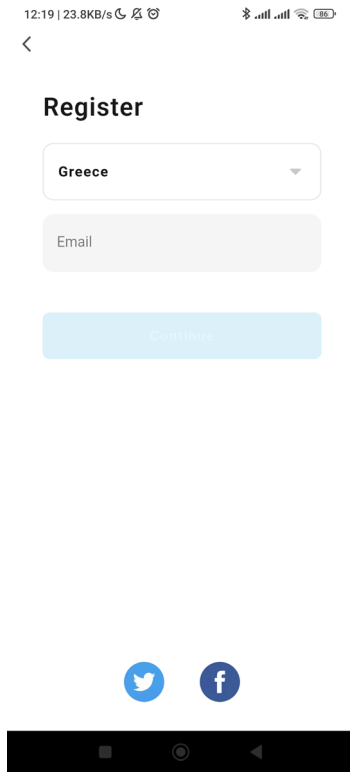 12:19 | 23.8KB/s
86
Register
Greece
Email
Continue